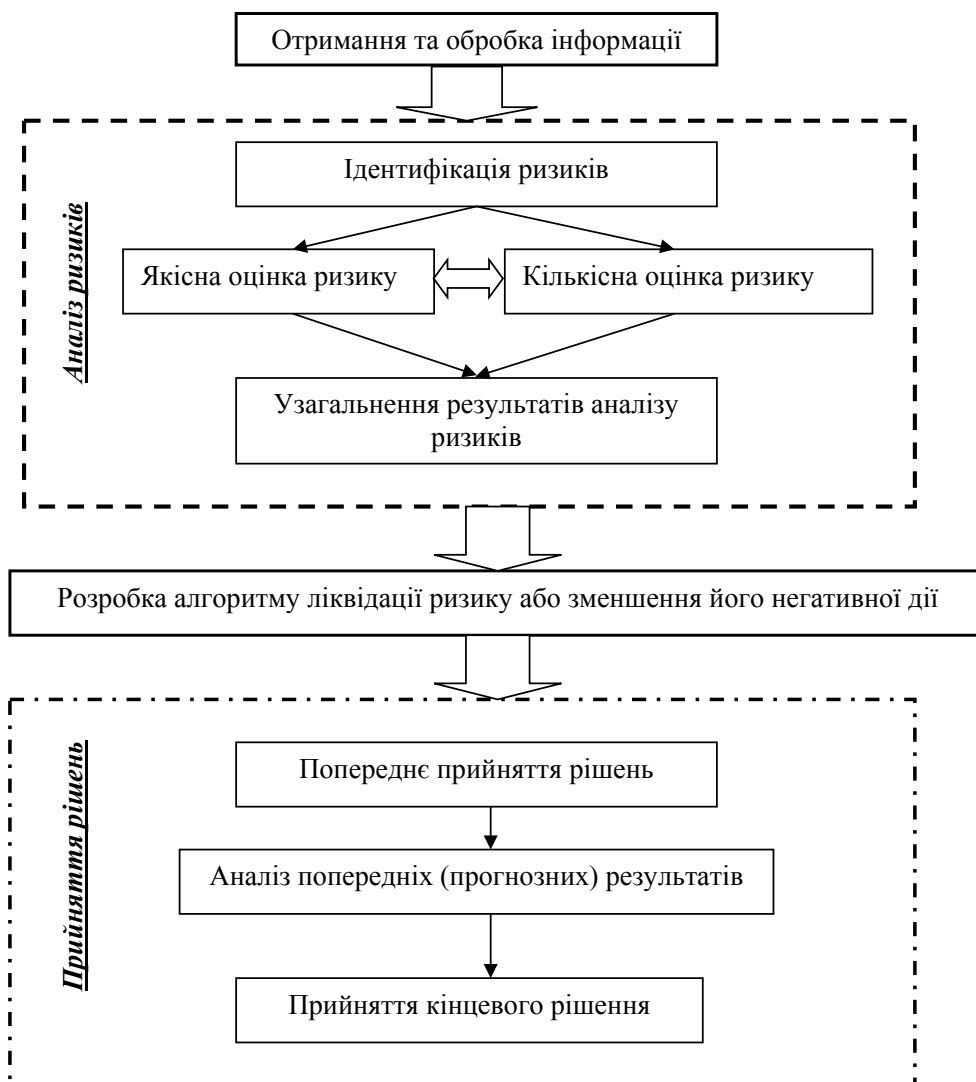 Отримання та обробка інформації
Аналіз ризиків
Ідентифікація ризиків
Якісна оцінка ризику
Кількісна оцінка ризику
Узагальнення результатів аналізу
ризиків
Розробка алгоритму ліквідації ризику або зменшення його негативної дії
Прийняття рішень
Попереднє прийняття рішень
Аналіз попередніх (прогнозних) результатів
Прийняття кінцевого рішення